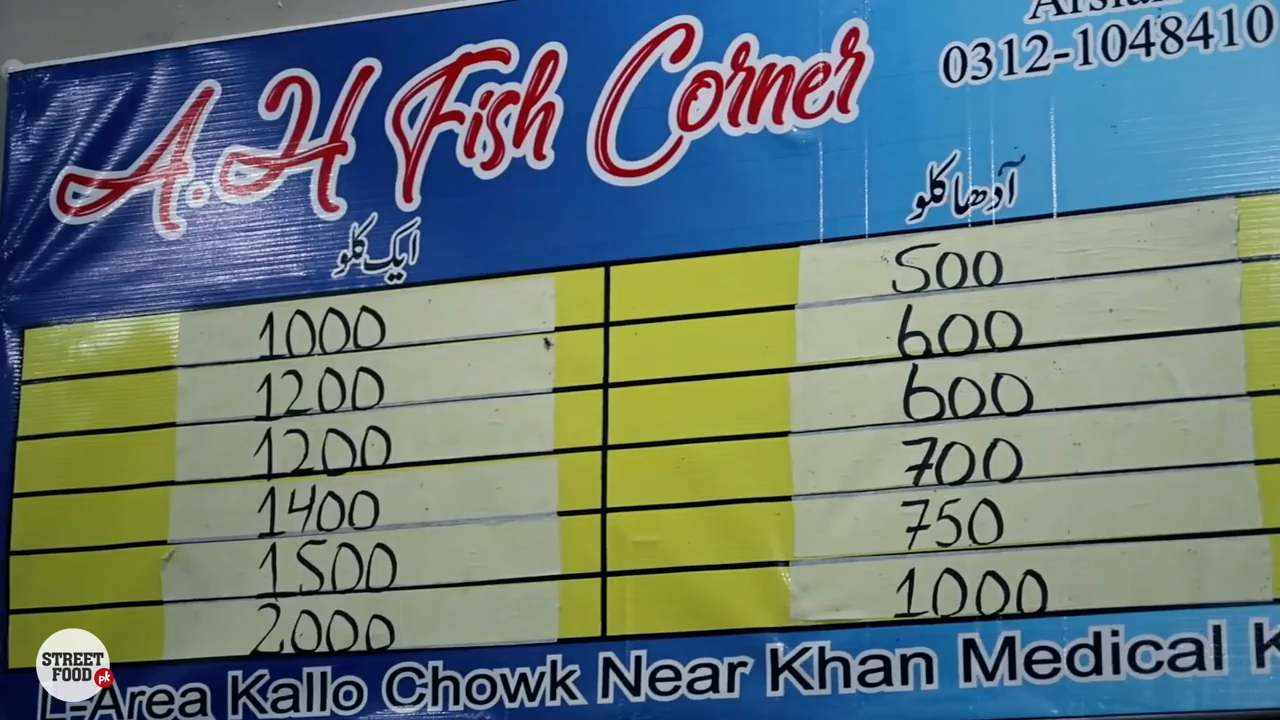 A.H Fish Corner
0312-1048410
ایک کلو
آدھا کلو
1000 500
1200 600
1200 600
1400 700
1500 750
2000 1000
L-Area Kallo Chowk Near Khan Medical
STREET
FOOD pk